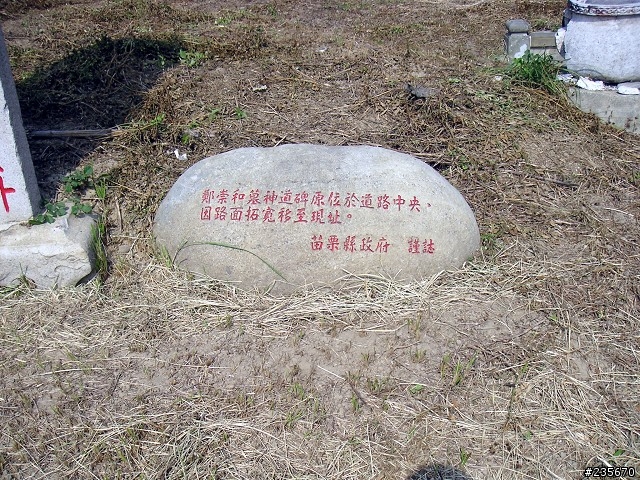 鄭崇和墓神道碑原位於道路中央、
因路面拓寬移至現址。
苗栗縣政府 謹誌
#235670